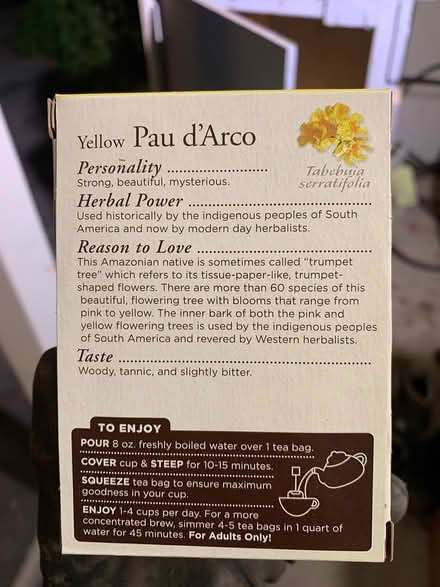 Yellow Pau d'Arco
Tabebuia
serratifolia
Personality
Strong, beautiful, mysterious.
Herbal Power
Used historically by the indigenous peoples of South
America and now by modern day herbalists.
Reason to Love
This Amazonian native is sometimes called "trumpet
tree" which refers to its tissue-paper-like, trumpet-
shaped flowers. There are more than 60 species of this
beautiful, flowering tree with blooms that range from
pink to yellow. The inner bark of both the pink and
yellow flowering trees is used by the indigenous peoples
of South America and revered by Western herbalists.
Taste
Woody, tannic, and slightly bitter.
TO ENJOY
POUR 8 oz. freshly boiled water over 1 tea bag.
COVER cup & STEEP for 10-15 minutes.
SQUEEZE tea bag to ensure maximum
goodness in your cup.
ENJOY 1-4 cups per day. For a more
concentrated brew, simmer 4-5 tea bags in 1 quart of
water for 45 minutes. For Adults Only!